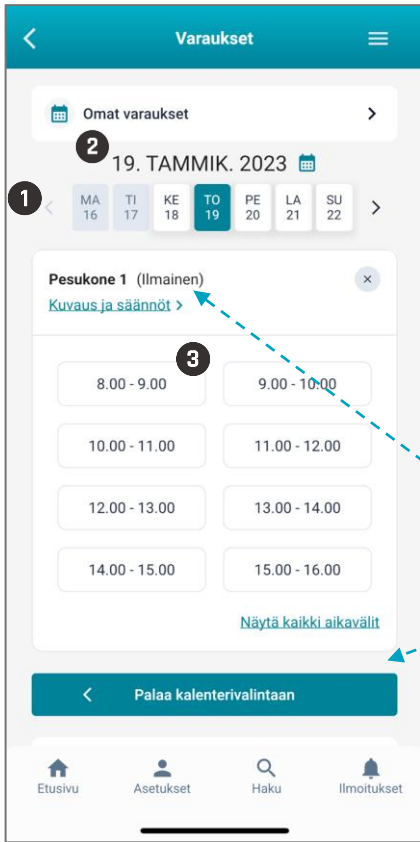 Varaukset
Omat varaukset
2
19. TAMMIK. 2023
1
MA TI KE TO PE LA SU
16 17 18 19 20 21 22
Pesukone 1 (Ilmainen)
Kuvaus ja säännöt
3
8.00 - 9.00 9.00 - 10:00
10.00 - 11.00 11.00 - 12.00
12.00 - 13.00 13.00 - 14.00
14.00 - 15.00 15.00 - 16.00
Näytä kaikki aikavälit
Palaa kalenterivalintaan
Etusivu Asetukset Haku Ilmoitukset